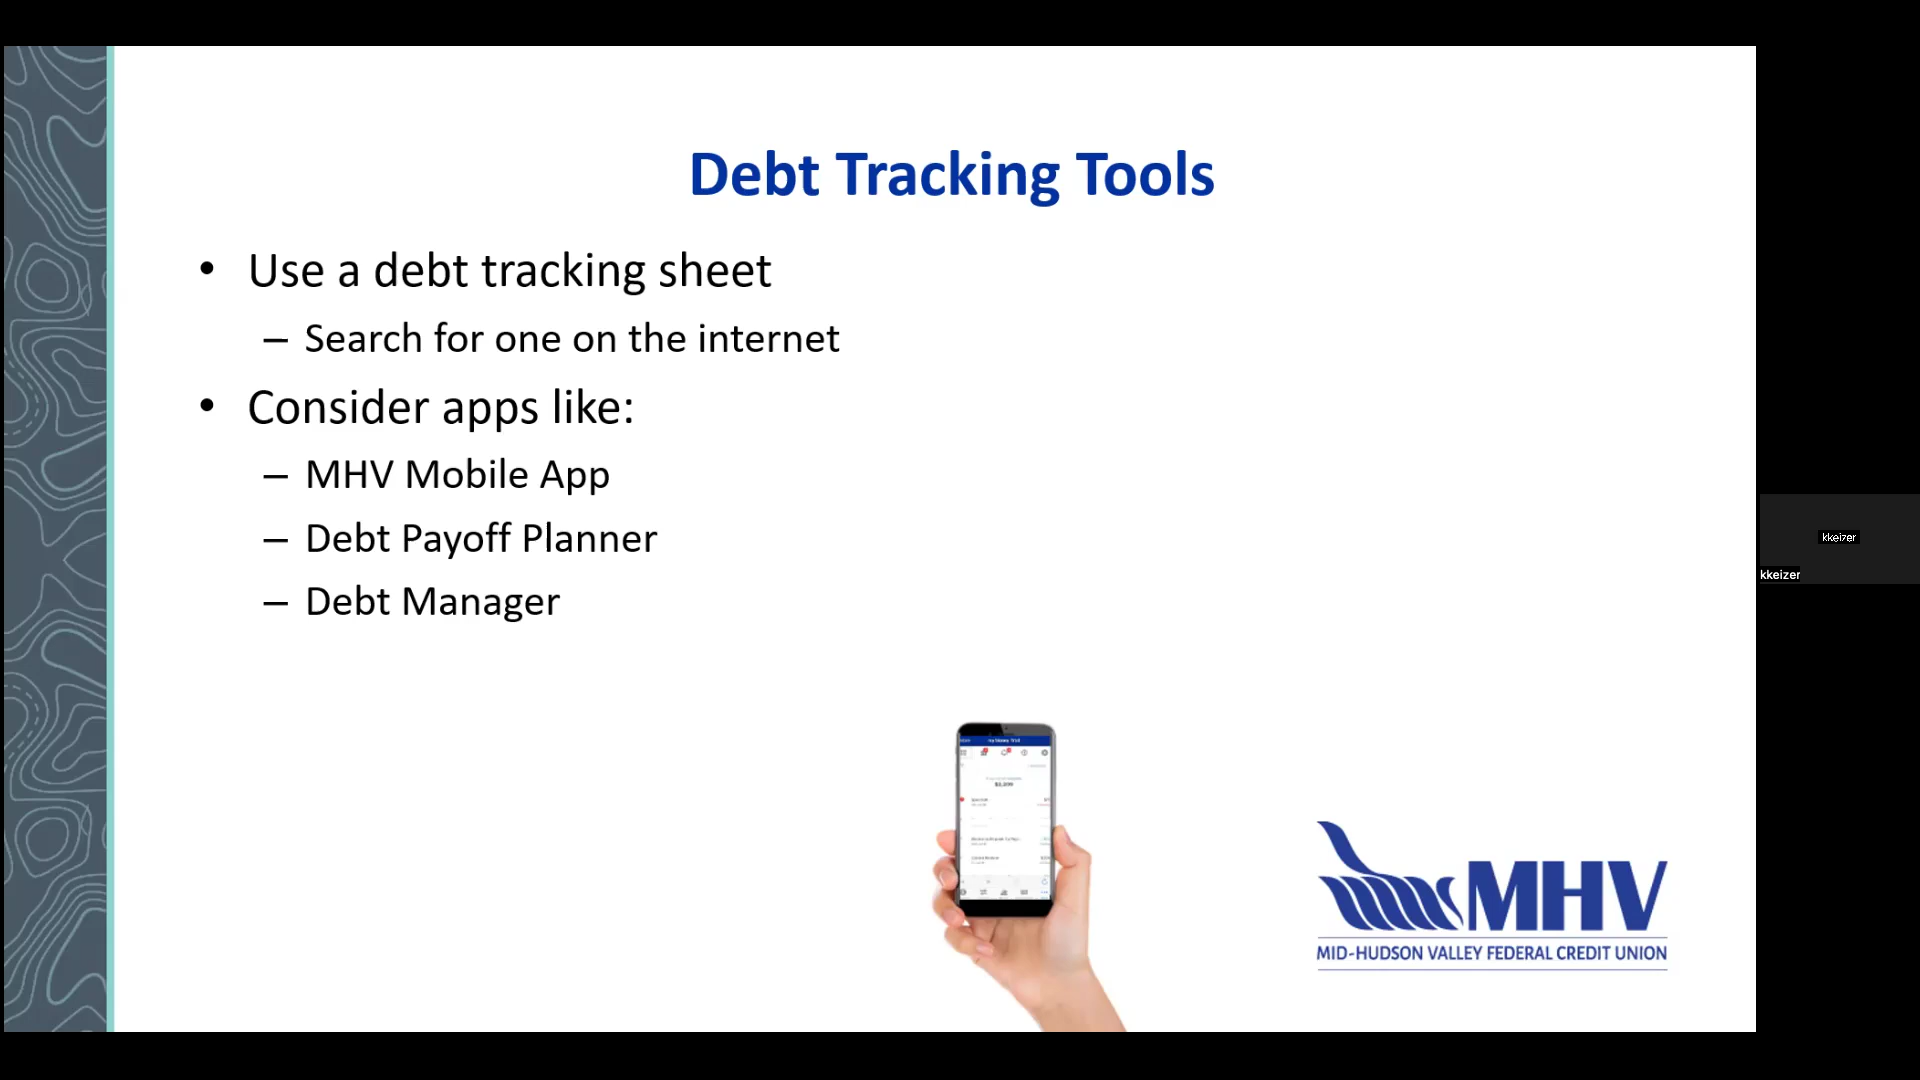 Debt Tracking Tools
• Use a debt tracking sheet
– Search for one on the internet
• Consider apps like:
– MHV Mobile App
– Debt Payoff Planner
– Debt Manager
MHV
MID-HUDSON VALLEY FEDERAL CREDIT UNION
kkeizer
kkeizer